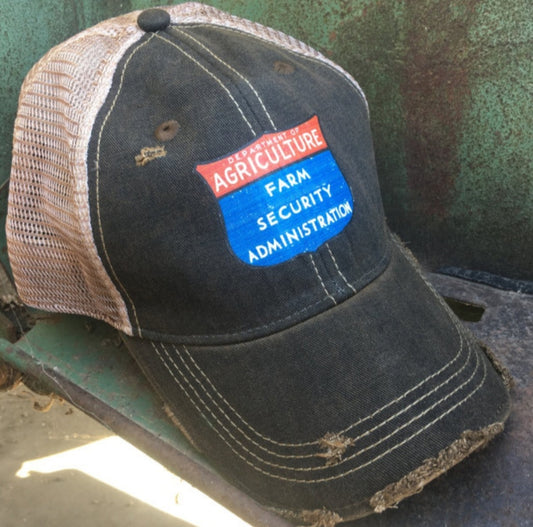 DEPARTMENT OF
AGRICULTURE
FARM
SECURITY
ADMINISTRATION